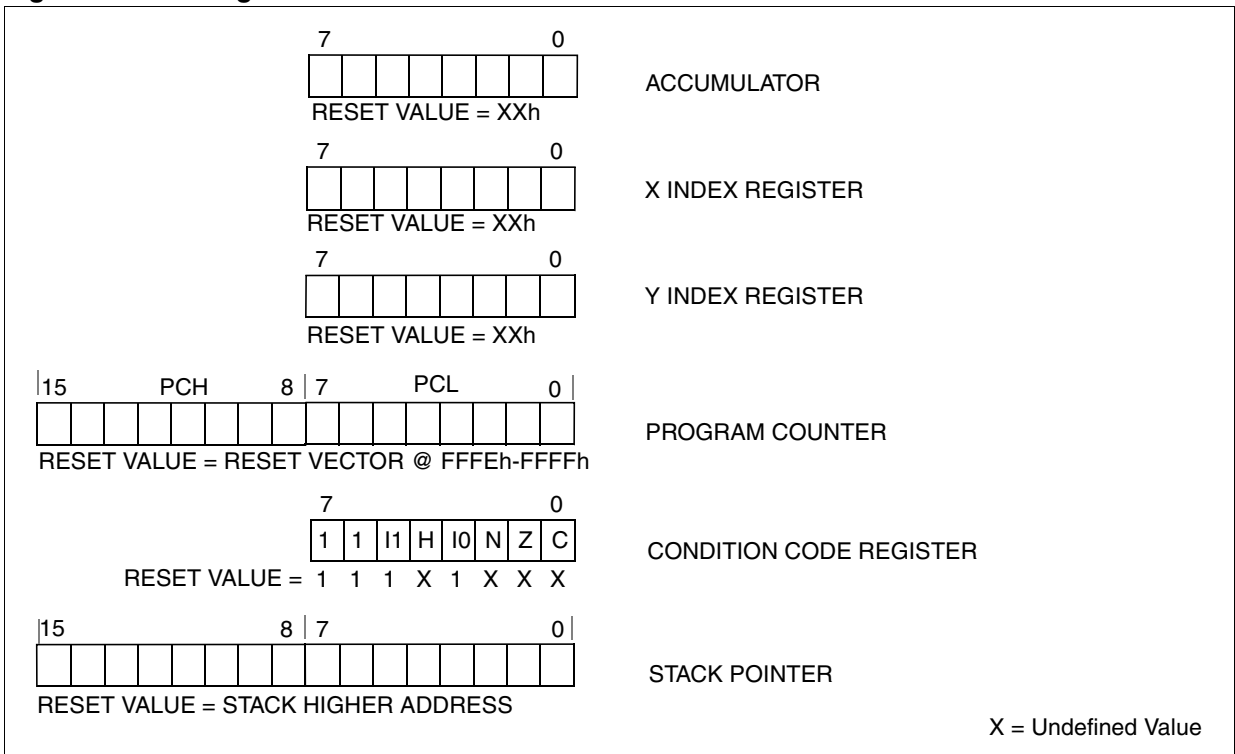 7 0
ACCUMULATOR
RESET VALUE = XXh
7 0
X INDEX REGISTER
RESET VALUE = XXh
7 0
Y INDEX REGISTER
RESET VALUE = XXh
15 PCH 8 7 PCL 0
PROGRAM COUNTER
RESET VALUE = RESET VECTOR @ FFFEh-FFFFh
7 0
1 1 I1 H I0 N Z C
CONDITION CODE REGISTER
RESET VALUE = 1 1 1 X 1 X X X
15 8 7 0
STACK POINTER
RESET VALUE = STACK HIGHER ADDRESS
X = Undefined Value